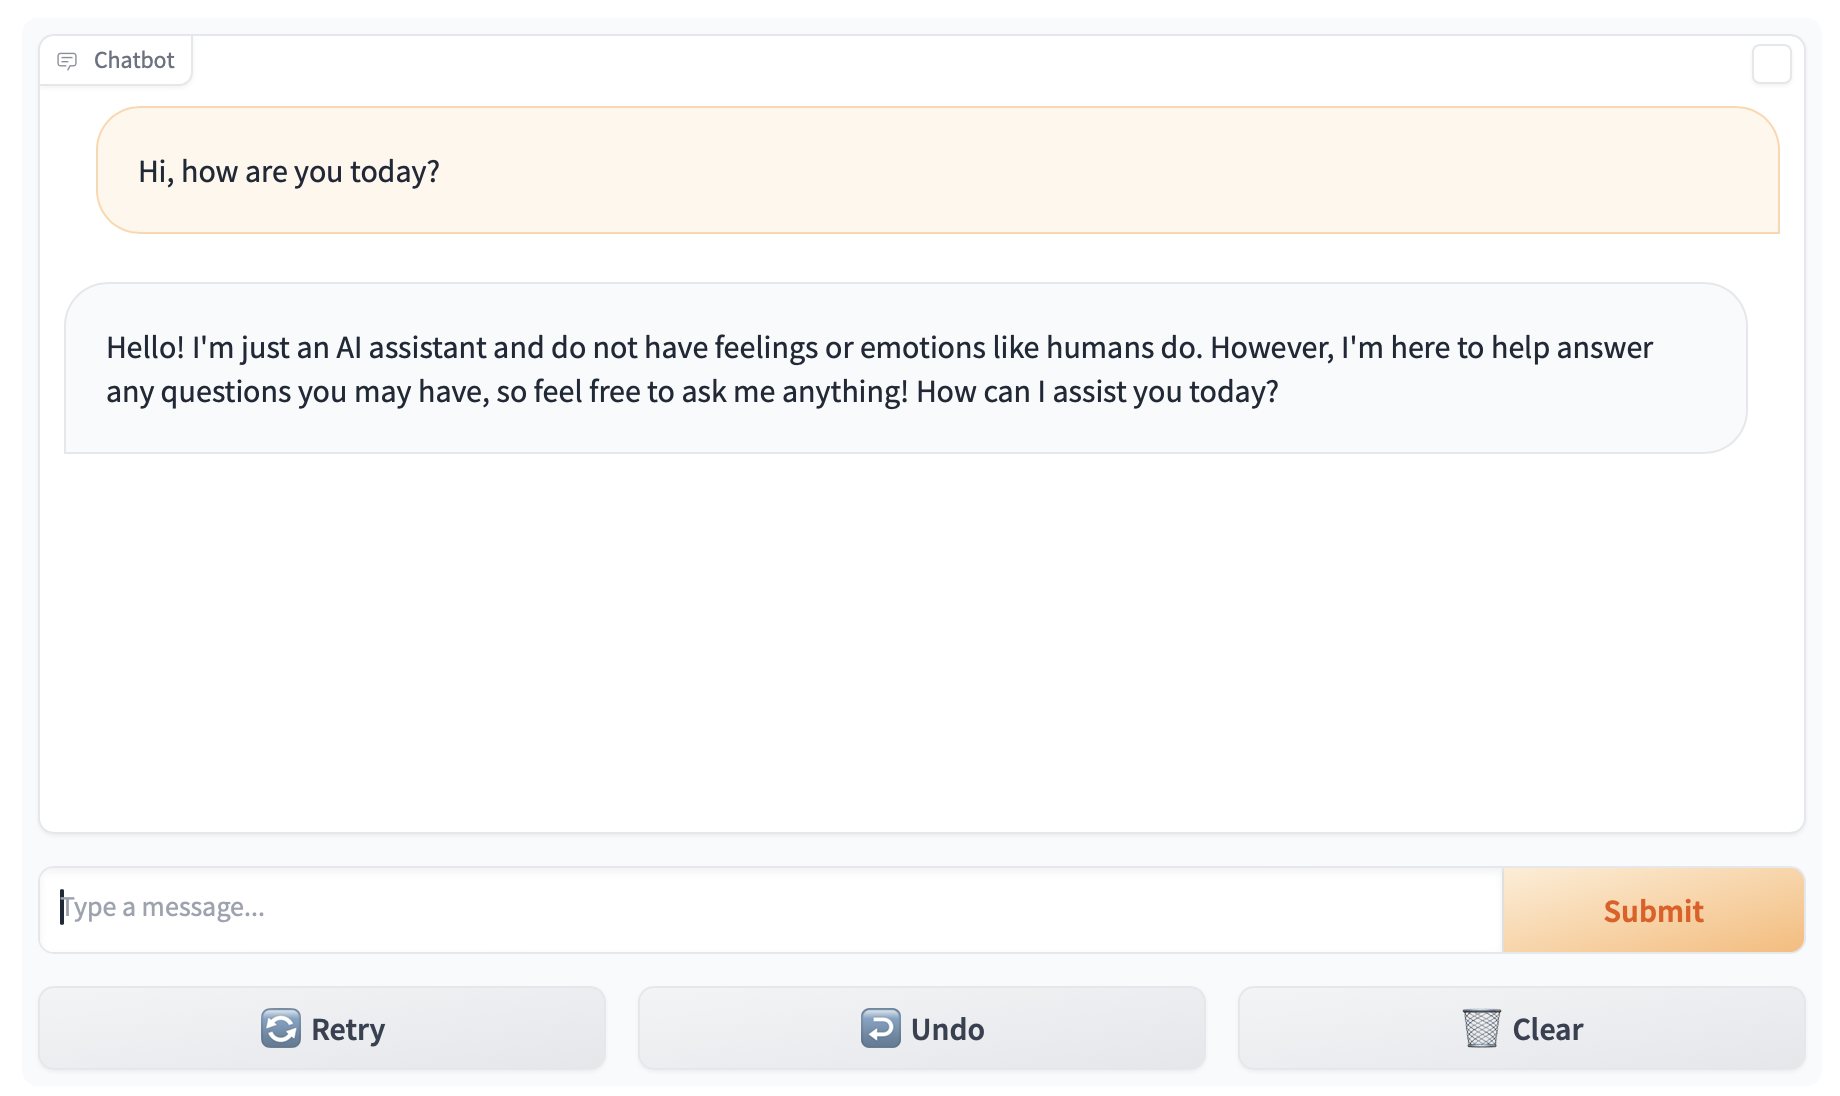 Chatbot
Hi, how are you today?
Hello! I'm just an AI assistant and do not have feelings or emotions like humans do. However, I'm here to help answer
any questions you may have, so feel free to ask me anything! How can I assist you today?
Type a message...
Submit
Retry
Undo
Clear